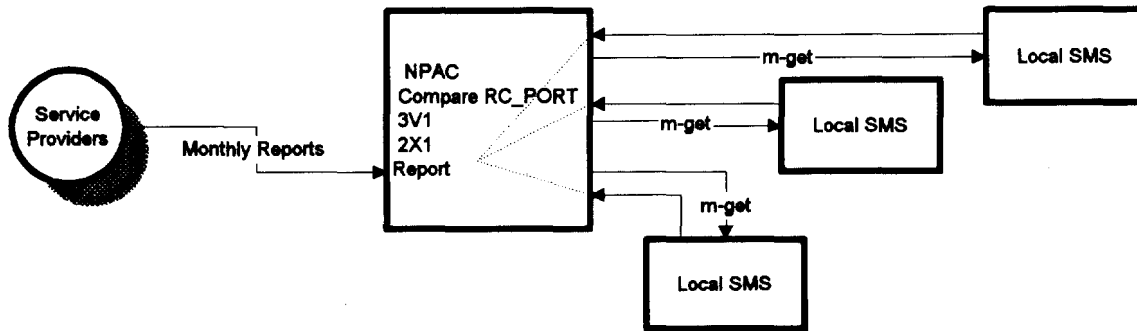 Service
Providers
Monthly Reports
NPAC
Compare RC_PORT
3V1
2X1
Report
m-get
Local SMS
m-get
Local SMS
m-get
Local SMS